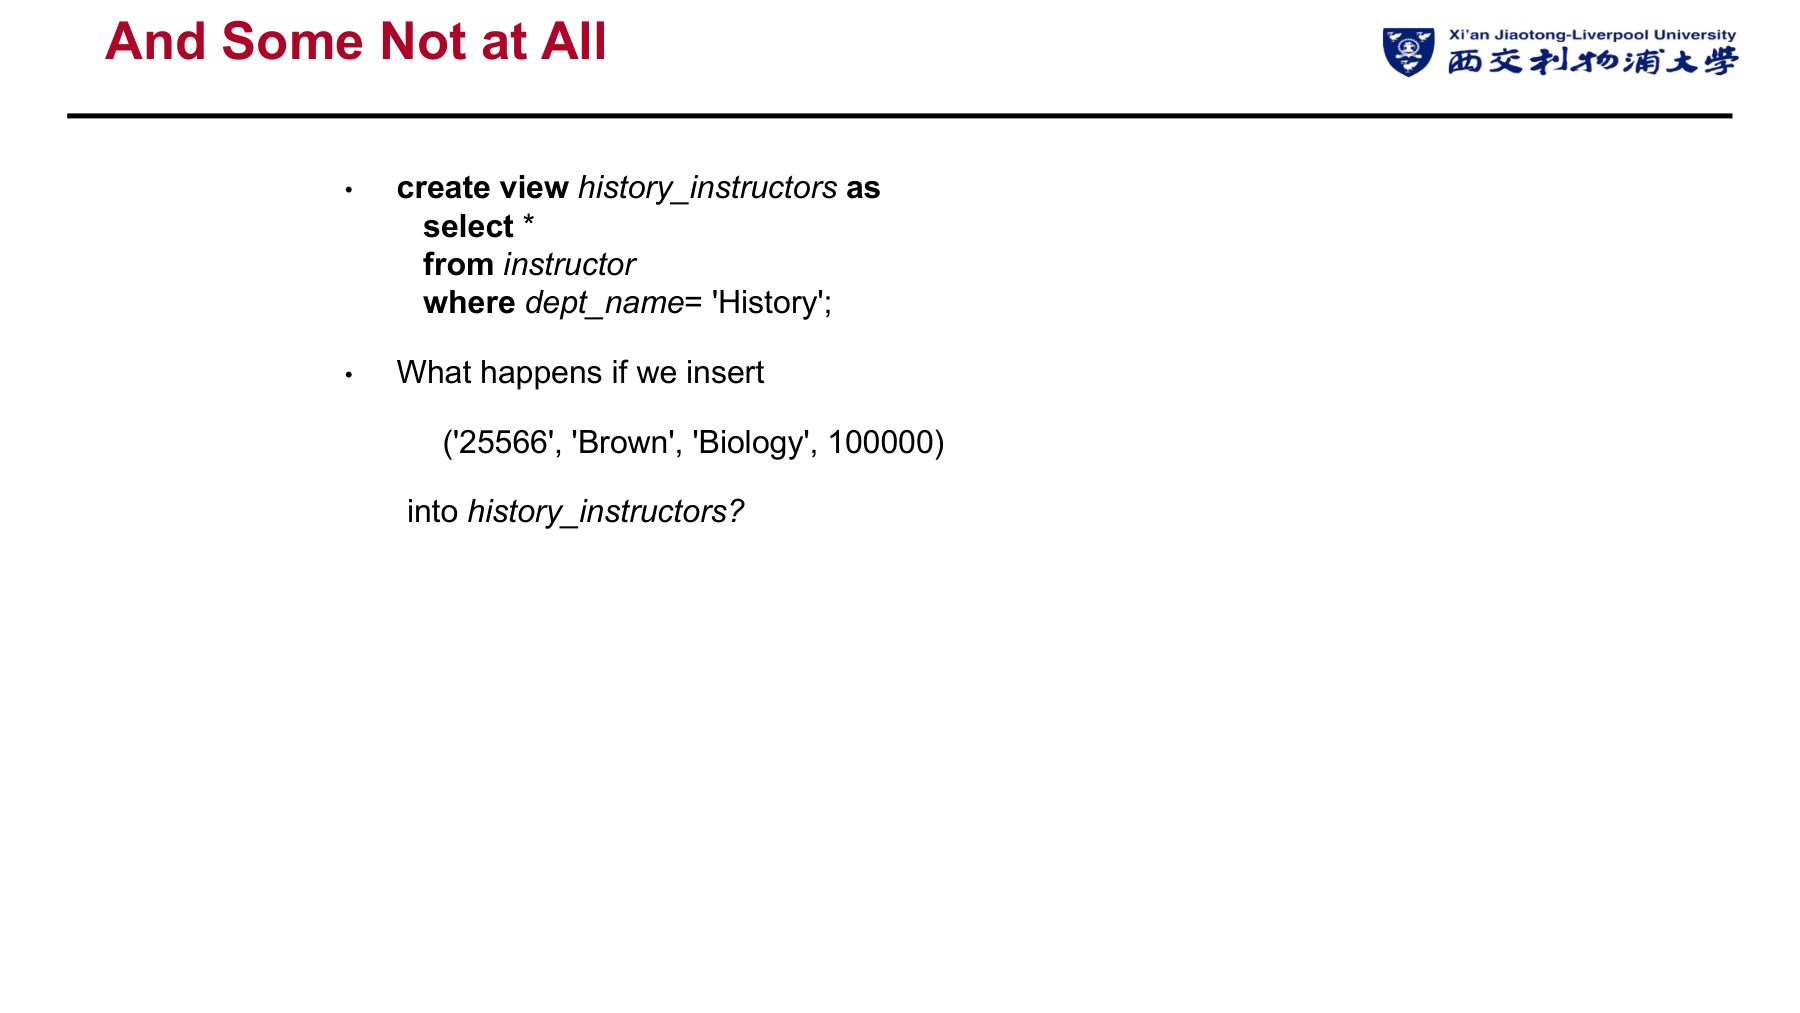 And Some Not at All
Xi'an Jiaotong-Liverpool University
西交利物浦大學
• create view history_instructors as
select *
from instructor
where dept_name= 'History';
• What happens if we insert
('25566', 'Brown', 'Biology', 100000)
into history_instructors?